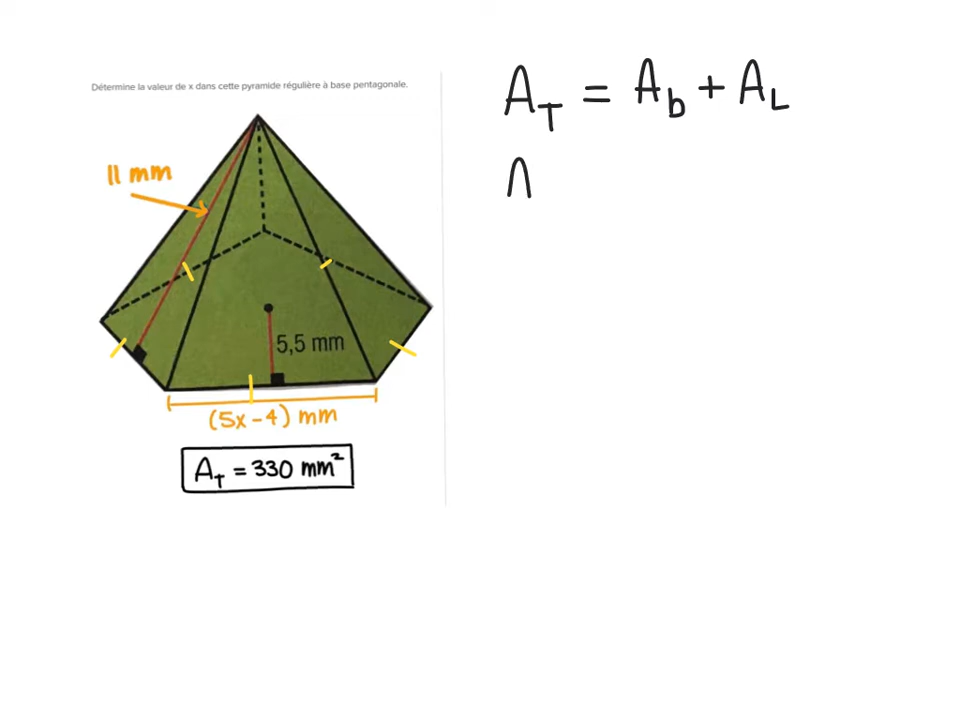 Détermine la valeur de x dans cette pyramide régulière à base pentagonale.
11 mm
5,5 mm
(5x-4) mm
A_T = 330 mm²
A_T = A_b + A_L